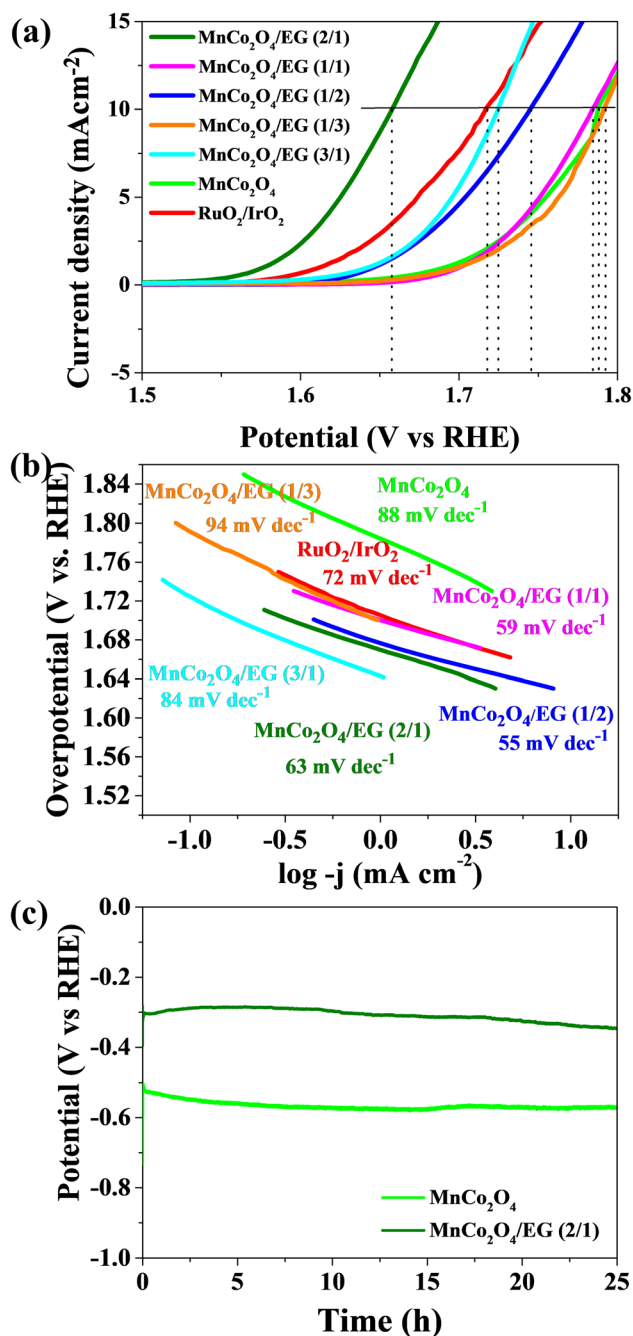 (a)
15
10
5
0
-5
Current density (mAcm⁻²)
MnCo₂O₄/EG (2/1)
MnCo₂O₄/EG (1/1)
MnCo₂O₄/EG (1/2)
MnCo₂O₄/EG (1/3)
MnCo₂O₄/EG (3/1)
MnCo₂O₄
RuO₂/IrO₂
1.5 1.6 1.7 1.8
Potential (V vs RHE)
(b)
1.84
1.80
1.76
1.72
1.68
1.64
1.60
1.56
1.52
Overpotential (V vs. RHE)
MnCo₂O₄/EG (1/3)
94 mV dec⁻¹
MnCo₂O₄
88 mV dec⁻¹
RuO₂/IrO₂
72 mV dec⁻¹
MnCo₂O₄/EG (1/1)
59 mV dec⁻¹
MnCo₂O₄/EG (3/1)
84 mV dec⁻¹
MnCo₂O₄/EG (2/1)
63 mV dec⁻¹
MnCo₂O₄/EG (1/2)
55 mV dec⁻¹
-1.0 -0.5 0.0 0.5 1.0
log -j (mA cm⁻²)
(c)
0.0
-0.2
-0.4
-0.6
-0.8
-1.0
Potential (V vs RHE)
MnCo₂O₄
MnCo₂O₄/EG (2/1)
0 5 10 15 20 25
Time (h)